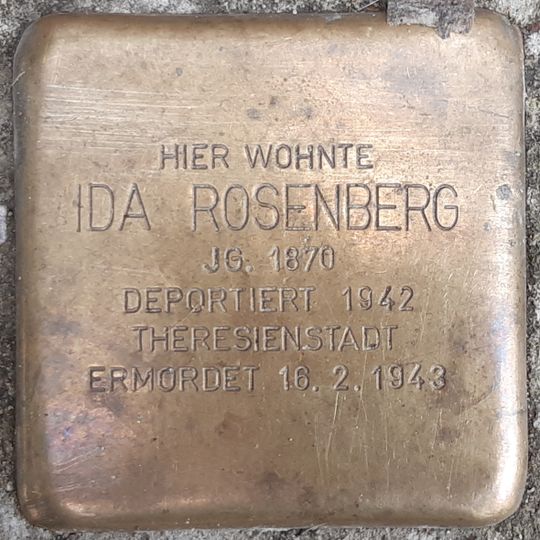 HIER WOHNTE
IDA ROSENBERG
JG. 1870
DEPORTIERT 1942
THERESIENSTADT
ERMORDET 16.2.1943